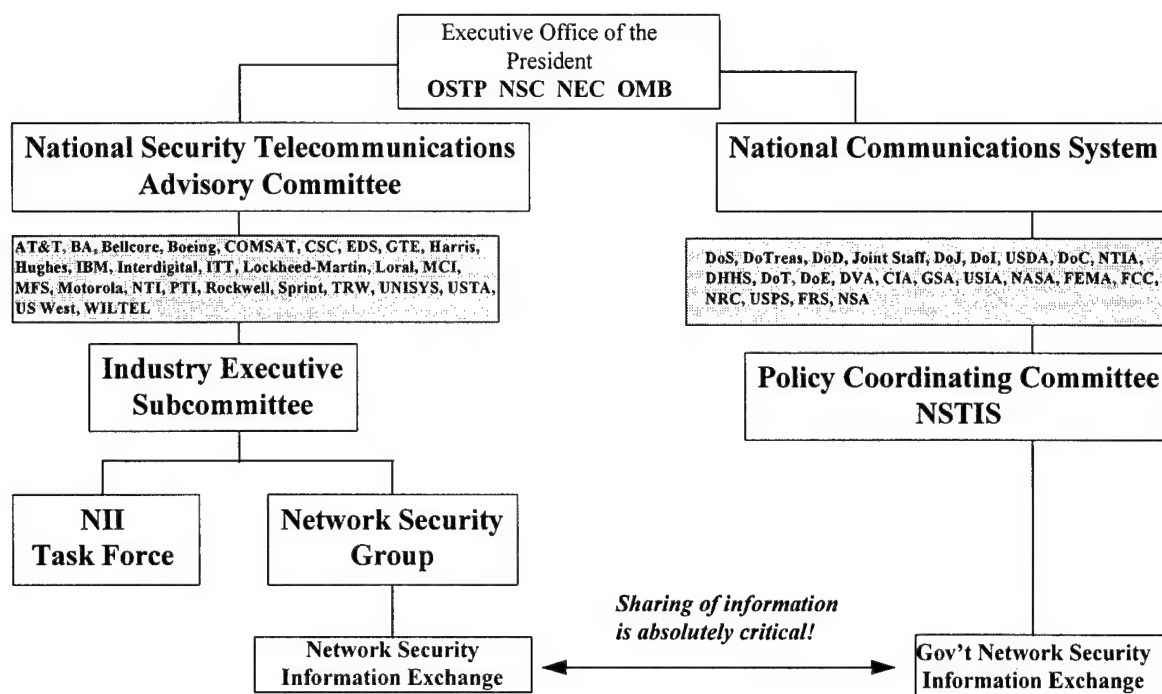 Executive Office of the
President
OSTP NSC NEC OMB
National Security Telecommunications
Advisory Committee
National Communications System
AT&T, BA, Bellcore, Boeing, COMSAT, CSC, EDS, GTE, Harris,
Hughes, IBM, Interdigital, ITT, Lockheed-Martin, Loral, MCI,
MFS, Motorola, NTI, PTI, Rockwell, Sprint, TRW, UNISYS, USTA,
US West, WILTEL
DoS, DoTreas, DoD, Joint Staff, DoJ, DoI, USDA, DoC, NTIA,
DHHS, DoT, DoE, DVA, CIA, GSA, USIA, NASA, FEMA, FCC,
NRC, USPS, FRS, NSA
Industry Executive
Subcommittee
Policy Coordinating Committee
NSTIS
NII
Task Force
Network Security
Group
Sharing of information
is absolutely critical!
Network Security
Information Exchange
Gov't Network Security
Information Exchange